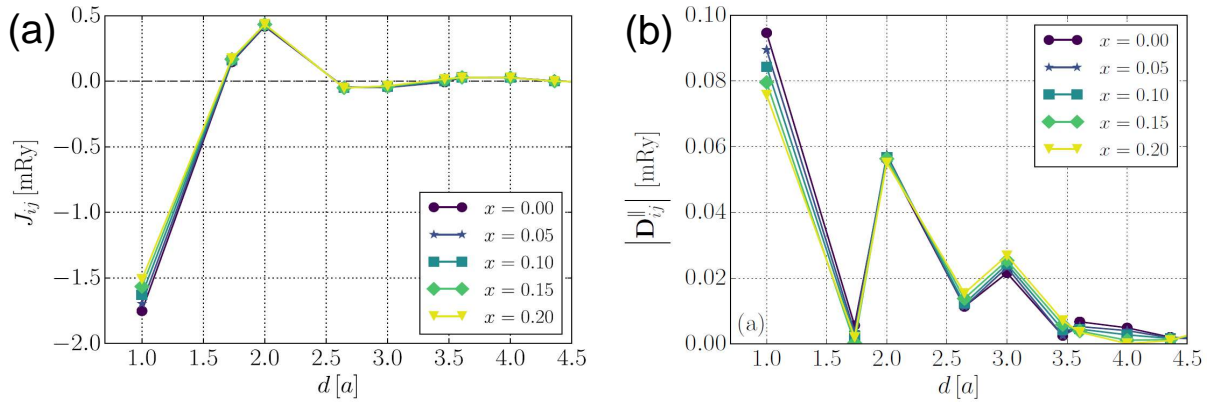 (a)
0.5
0.0
−0.5
−1.0
−1.5
−2.0
J_{ij} [mRy]
x = 0.00
x = 0.05
x = 0.10
x = 0.15
x = 0.20
1.0 1.5 2.0 2.5 3.0 3.5 4.0 4.5
d [a]
(b)
0.10
0.08
0.06
0.04
0.02
0.00
|D_{ij}^{∥}| [mRy]
x = 0.00
x = 0.05
x = 0.10
x = 0.15
x = 0.20
(a)
1.0 1.5 2.0 2.5 3.0 3.5 4.0 4.5
d [a]